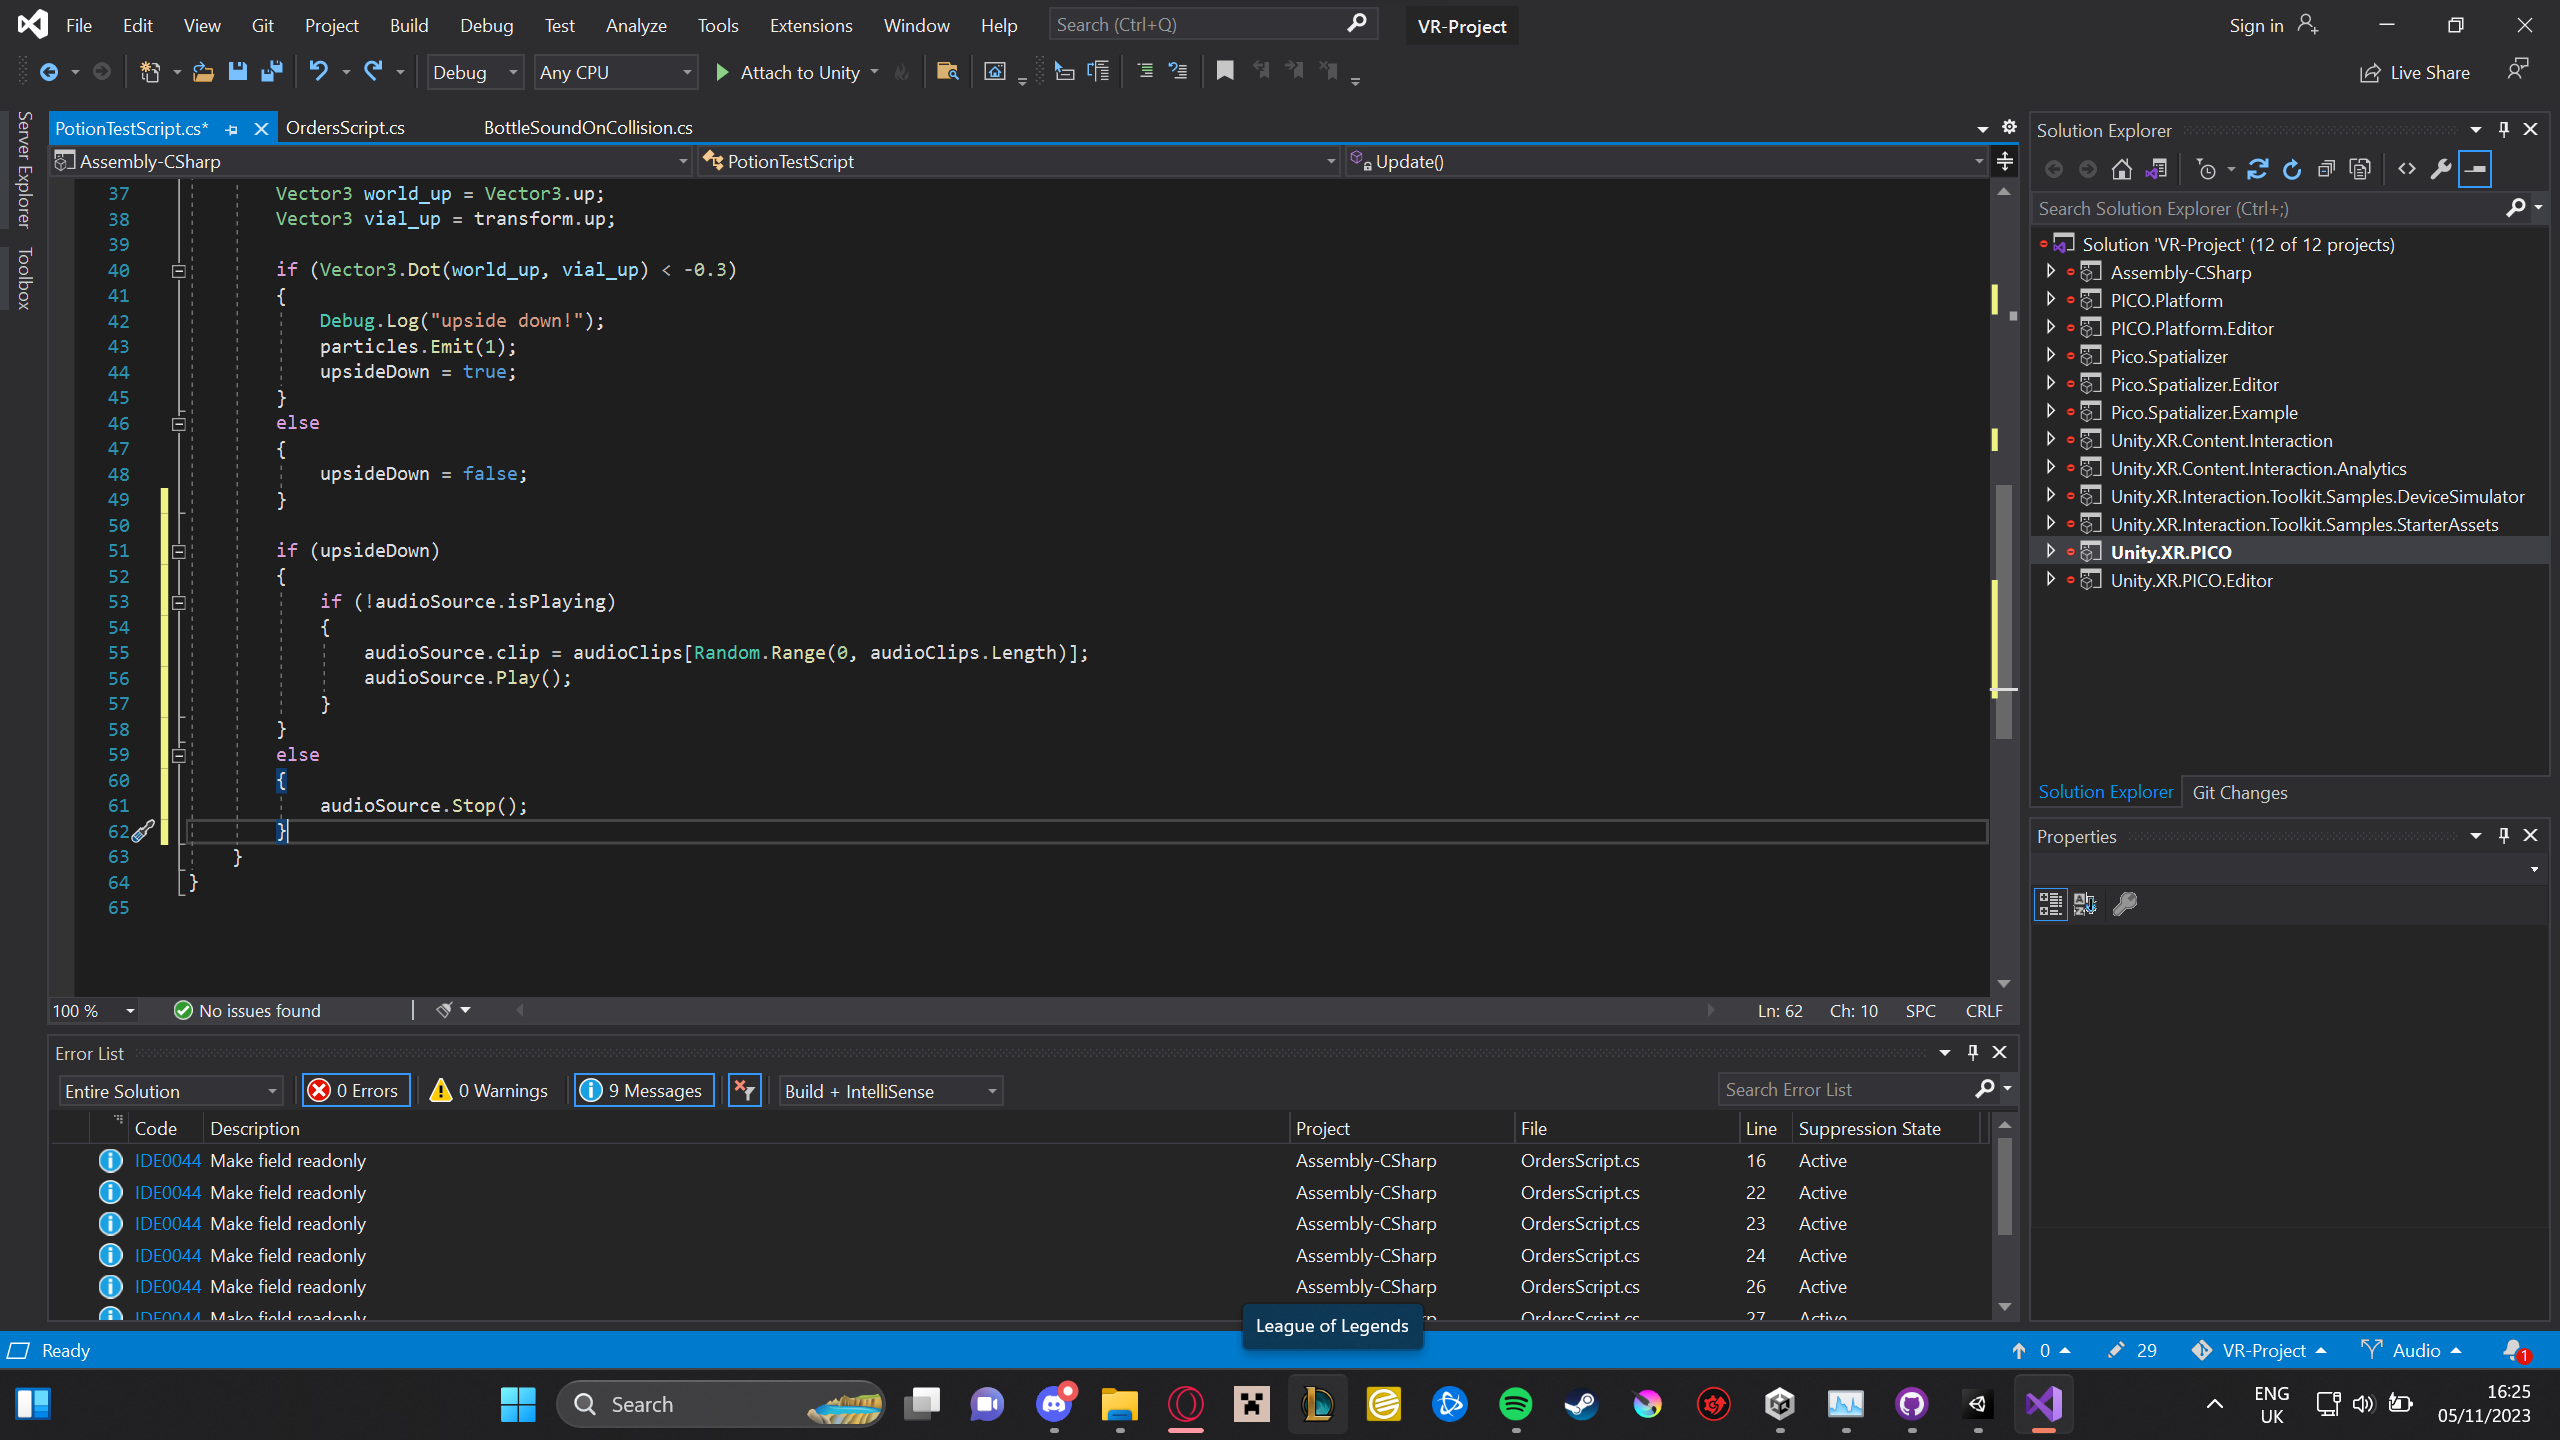 File Edit View Git Project Build Debug Test Analyze Tools Extensions Window Help Search (Ctrl+Q) VR-Project Sign in
Debug Any CPU Attach to Unity Live Share
Server Explorer
Toolbox
PotionTestScript.cs* OrdersScript.cs BottleSoundOnCollision.cs
Assembly-CSharp PotionTestScript Update()
37 Vector3 world_up = Vector3.up;
38 Vector3 vial_up = transform.up;
39
40 if (Vector3.Dot(world_up, vial_up) < -0.3)
41 {
42 Debug.Log("upside down!");
43 particles.Emit(1);
44 upsideDown = true;
45 }
46 else
47 {
48 upsideDown = false;
49 }
50
51 if (upsideDown)
52 {
53 if (!audioSource.isPlaying)
54 {
55 audioSource.clip = audioClips[Random.Range(0, audioClips.Length)];
56 audioSource.Play();
57 }
58 }
59 else
60 {
61 audioSource.Stop();
62 }
63 }
64 }
65
100 % No issues found Ln: 62 Ch: 10 SPC CRLF
Solution Explorer
Search Solution Explorer (Ctrl+;)
Solution 'VR-Project' (12 of 12 projects)
Assembly-CSharp
PICO.Platform
PICO.Platform.Editor
Pico.Spatializer
Pico.Spatializer.Editor
Pico.Spatializer.Example
Unity.XR.Content.Interaction
Unity.XR.Content.Interaction.Analytics
Unity.XR.Interaction.Toolkit.Samples.DeviceSimulator
Unity.XR.Interaction.Toolkit.Samples.StarterAssets
Unity.XR.PICO
Unity.XR.PICO.Editor
Solution Explorer Git Changes
Properties
Error List
Entire Solution 0 Errors 0 Warnings 9 Messages Build + IntelliSense Search Error List
Code Description Project File Line Suppression State
IDE0044 Make field readonly Assembly-CSharp OrdersScript.cs 16 Active
IDE0044 Make field readonly Assembly-CSharp OrdersScript.cs 22 Active
IDE0044 Make field readonly Assembly-CSharp OrdersScript.cs 23 Active
IDE0044 Make field readonly Assembly-CSharp OrdersScript.cs 24 Active
IDE0044 Make field readonly Assembly-CSharp OrdersScript.cs 26 Active
IDE0044 Make field readonly OrdersScript.cs 27 Active
League of Legends
Ready 0 29 VR-Project Audio 1
Search ENG 16:25
UK 05/11/2023